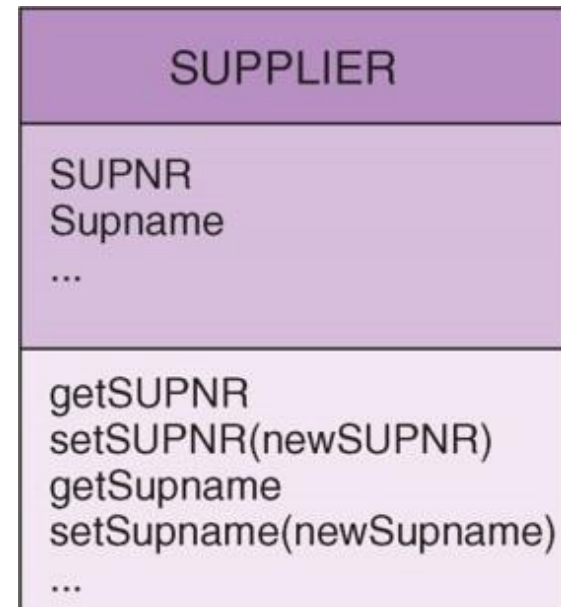 SUPPLIER
SUPNR
Supname
...
getSUPNR
setSUPNR(newSUPNR)
getSupname
setSupname(newSupname)
...